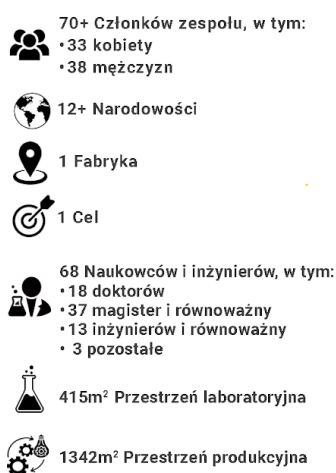 70+ Członków zespołu, w tym:
• 33 kobiety
• 38 mężczyzn
12+ Narodowości
1 Fabryka
1 Cel
68 Naukowców i inżynierów, w tym:
• 18 doktorów
• 37 magister i równoważny
• 13 inżynierów i równoważny
• 3 pozostałe
415m² Przestrzeń laboratoryjna
1342m² Przestrzeń produkcyjna